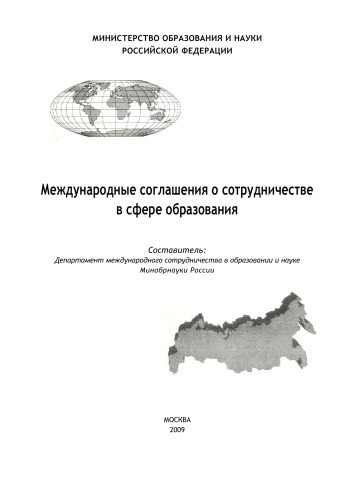 МИНИСТЕРСТВО ОБРАЗОВАНИЯ И НАУКИ
РОССИЙСКОЙ ФЕДЕРАЦИИ
Международные соглашения о сотрудничестве
в сфере образования
Составитель:
Департамент международного сотрудничества в образовании и науке
Минобрнауки России
МОСКВА
2009